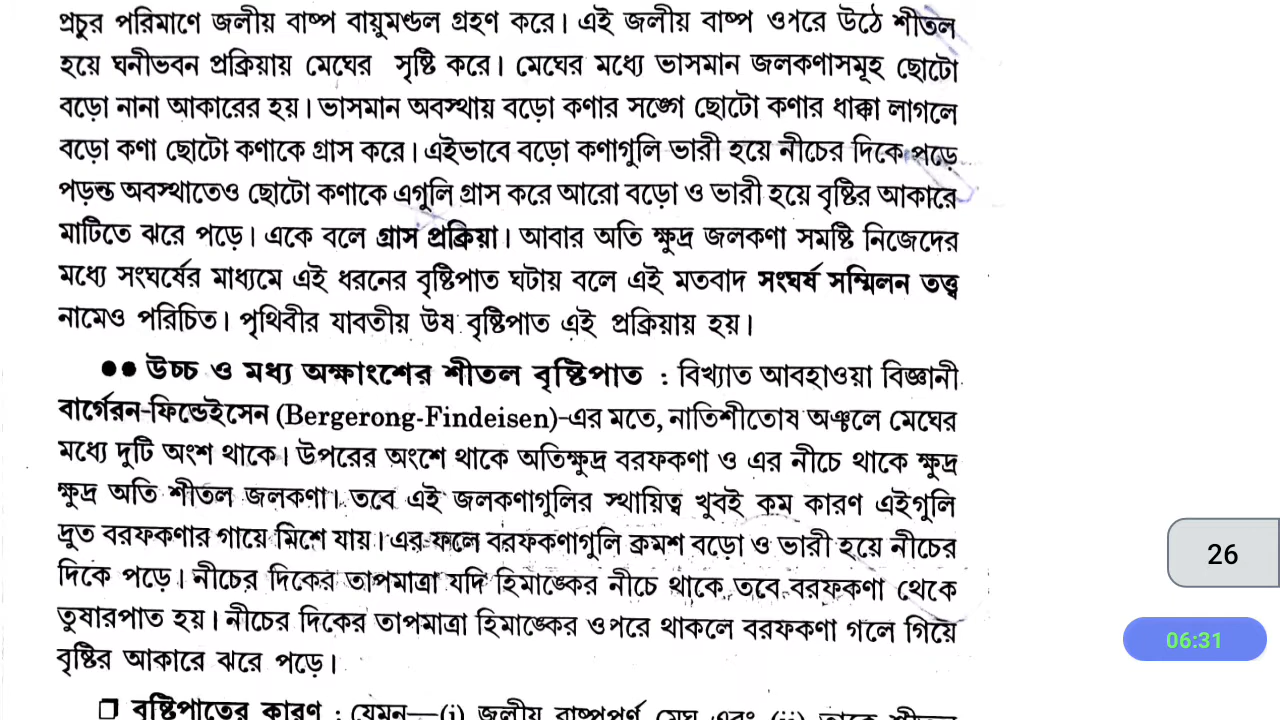 প্রচুর পরিমাণে জলীয় বাষ্প বায়ুমণ্ডল গ্রহণ করে। এই জলীয় বাষ্প ওপরে উঠে শীতল
হয়ে ঘনীভবন প্রক্রিয়ায় মেঘের সৃষ্টি করে। মেঘের মধ্যে ভাসমান জলকণাসমূহ ছোটো
বড়ো নানা আকারের হয়। ভাসমান অবস্থায় বড়ো কণার সঙ্গে ছোটো কণার ধাক্কা লাগলে
বড়ো কণা ছোটো কণাকে গ্রাস করে। এইভাবে বড়ো কণাগুলি ভারী হয়ে নীচের দিকে পড়ে
পড়ন্ত অবস্থাতেও ছোটো কণাকে এগুলি গ্রাস করে আরো বড়ো ও ভারী হয়ে বৃষ্টির আকারে
মাটিতে ঝরে পড়ে। একে বলে গ্রাস প্রক্রিয়া। আবার অতি ক্ষুদ্র জলকণা সমষ্টি নিজেদের
মধ্যে সংঘর্ষের মাধ্যমে এই ধরনের বৃষ্টিপাত ঘটায় বলে এই মতবাদ সংঘর্ষ সম্মিলন তত্ত্ব
নামেও পরিচিত। পৃথিবীর যাবতীয় উষ্ণ বৃষ্টিপাত এই প্রক্রিয়ায় হয়।
●● উচ্চ ও মধ্য অক্ষাংশের শীতল বৃষ্টিপাত : বিখ্যাত আবহাওয়া বিজ্ঞানী
বার্গেরন-ফিন্ডেইসেন (Bergerong-Findeisen)-এর মতে, নাতিশীতোষ্ণ অঞ্চলে মেঘের
মধ্যে দুটি অংশ থাকে। উপরের অংশে থাকে অতিক্ষুদ্র বরফকণা ও এর নীচে থাকে ক্ষুদ্র
ক্ষুদ্র অতি শীতল জলকণা। তবে এই জলকণাগুলির স্থায়িত্ব খুবই কম কারণ এইগুলি
দ্রুত বরফকণার গায়ে মিশে যায়। এর ফলে বরফকণাগুলি ক্রমশ বড়ো ও ভারী হয়ে নীচের
দিকে পড়ে। নীচের দিকের তাপমাত্রা যদি হিমাঙ্কের নীচে থাকে তবে বরফকণা থেকে
তুষারপাত হয়। নীচের দিকের তাপমাত্রা হিমাঙ্কের ওপরে থাকলে বরফকণা গলে গিয়ে
বৃষ্টির আকারে ঝরে পড়ে।
❑ বৃষ্টিপাতের কারণ : যেমন—(i) জলীয় বাষ্পপূর্ণ মেঘ এবং (ii) তাকে শীতল
26
06:31